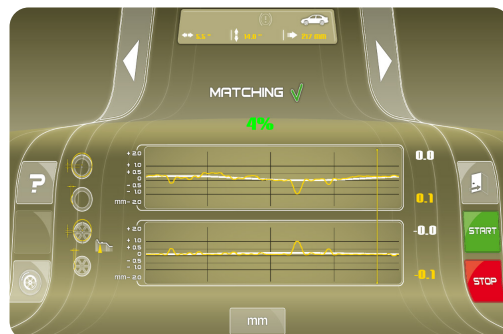 5.5" 14.0" 217/000
MATCHING
4%
+ 2.0
+ 1.0
+ 0.5
0
- 0.5
- 1.0
mm- 2.0
0.0
0.1
+ 2.0
+ 1.0
+ 0.5
0
- 0.5
- 1.0
mm- 2.0
-0.0
-0.1
?
START
STOP
mm